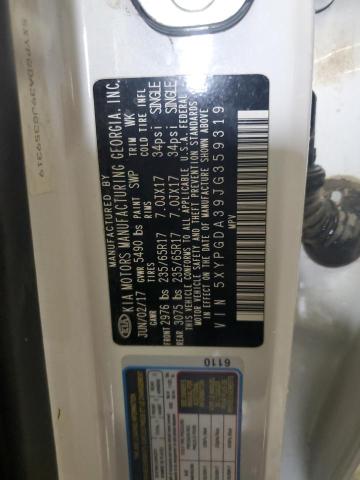 MANUFACTURED BY
KIA MOTORS MANUFACTURING GEORGIA, INC.
KIA
JUN/02/17 GVWR 5490 lbs PAINT SWP TRIM WK
GAWR TIRES RIMS COLD TIRE INFL
FRONT 2976 lbs 235/65R17 7.0JX17 34psi SINGLE
REAR 3075 lbs 235/65R17 7.0JX17 34psi SINGLE
THIS VEHICLE CONFORMS TO ALL APPLICABLE U.S.A. FEDERAL
MOTOR VEHICLE SAFETY AND THEFT PREVENTION
STANDARDS IN EFFECT ON THE DATE OF MANUFACTURE SHOWN ABOVE
VIN 5XYPGDA39JG359319
MPV
6110